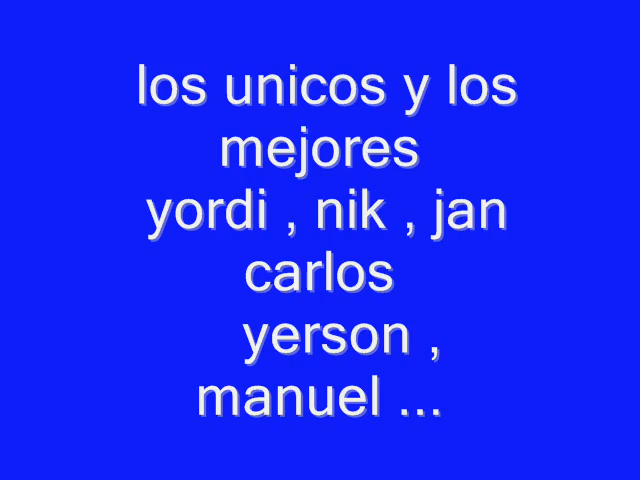 los unicos y los
mejores
yordi , nik , jan
carlos
yerson ,
manuel ...